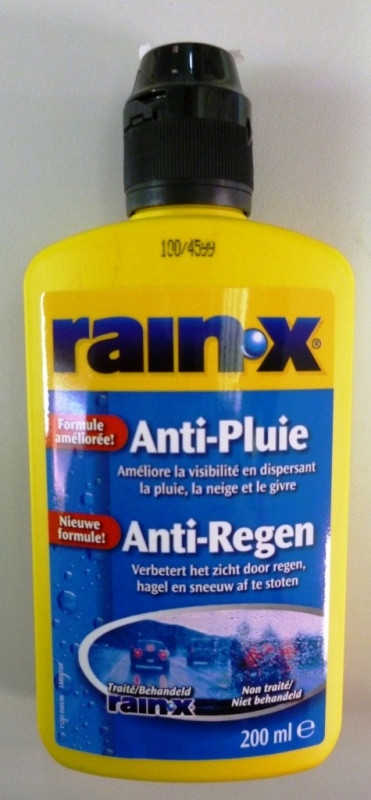 100/4599
rain·x®
Formule
améliorée!
Anti-Pluie
Améliore la visibilité en dispersant
la pluie, la neige et le givre
Nieuwe
formule!
Anti-Regen
Verbetert het zicht door regen,
hagel en sneeuw af te stoten
Traité/Behandeld
rain·x
Non traité/
Niet behandeld
200 ml ℮